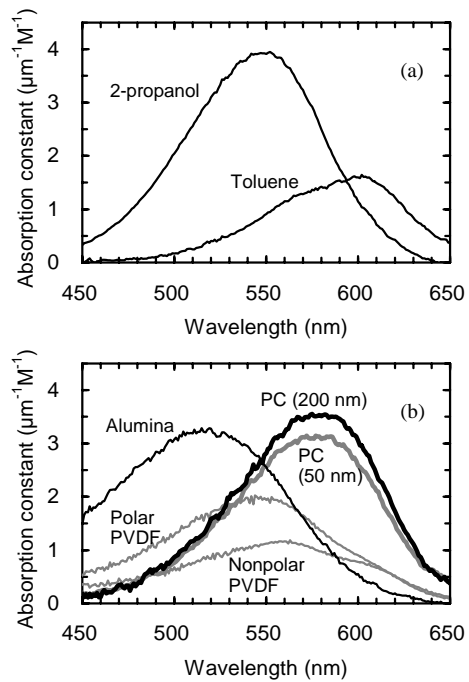 Absorption constant (μm⁻¹M⁻¹)
4
3
2
1
0
(a)
2-propanol
Toluene
450 500 550 600 650
Wavelength (nm)
Absorption constant (μm⁻¹M⁻¹)
4
3
2
1
0
(b)
PC (200 nm)
Alumina
PC
(50 nm)
Polar
PVDF
Nonpolar
PVDF
450 500 550 600 650
Wavelength (nm)